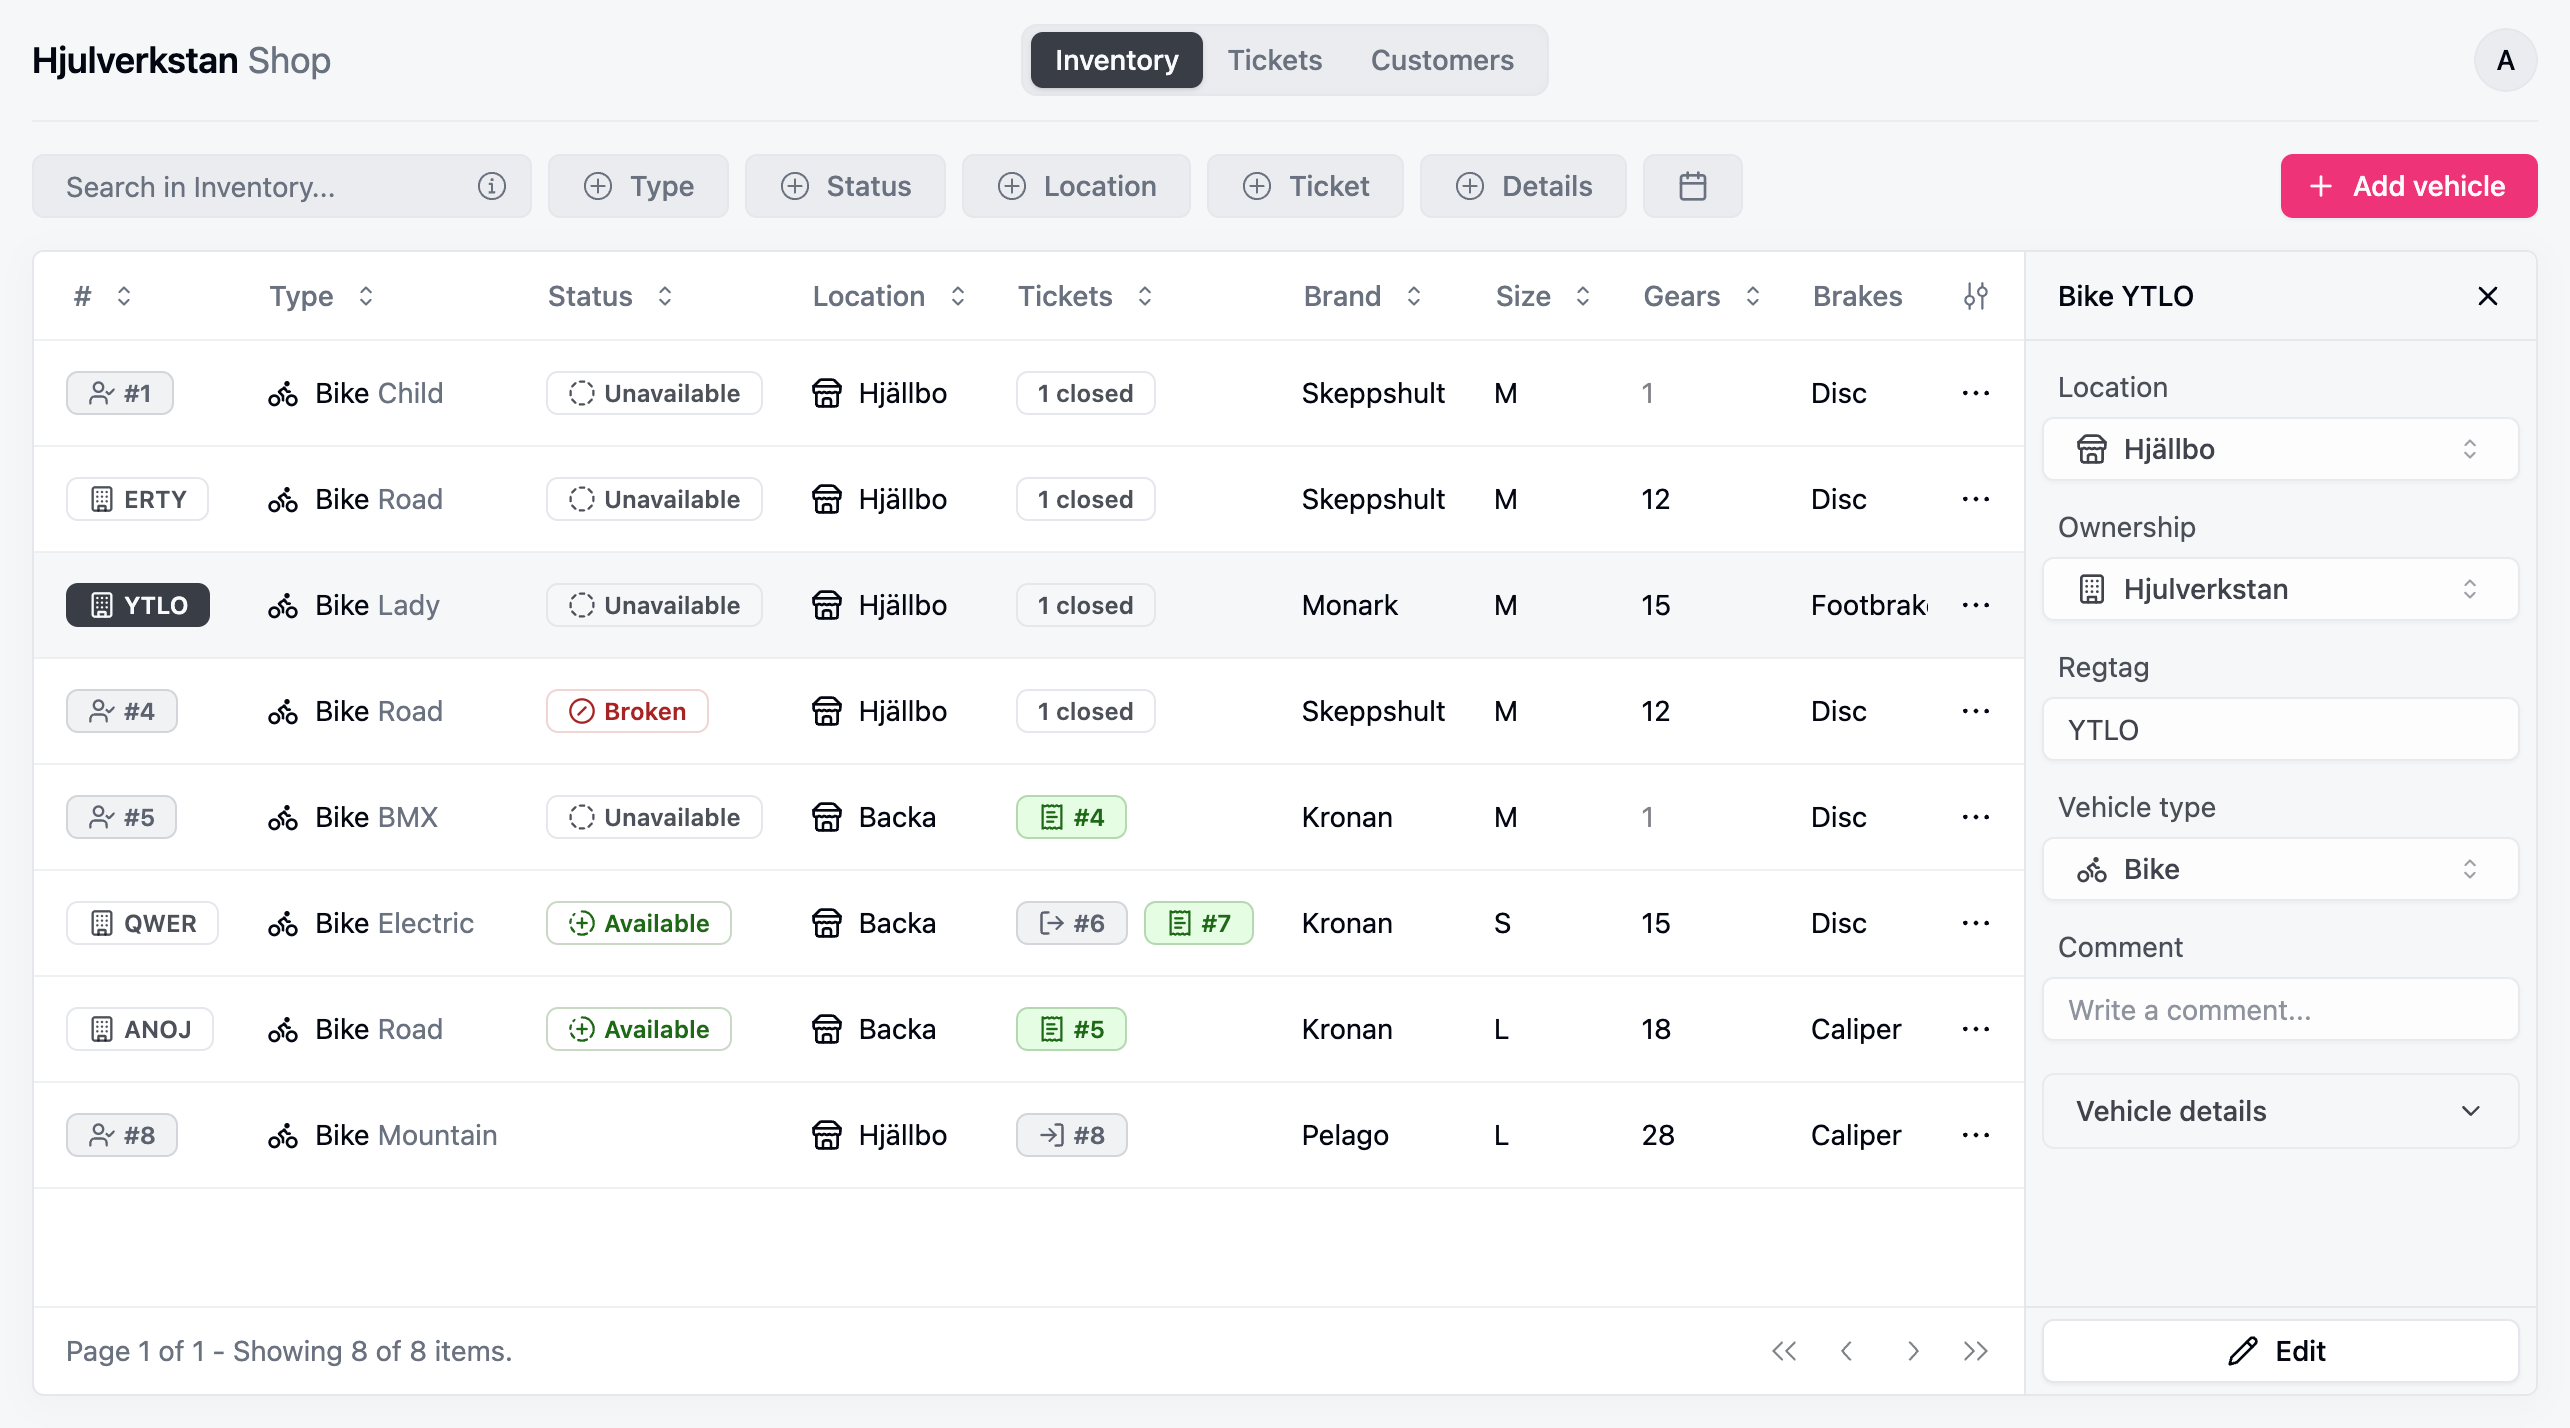 Hjulverkstan Shop
Inventory Tickets Customers
A
Search in Inventory...
Type
Status
Location
Ticket
Details
Add vehicle
# Type Status Location Tickets Brand Size Gears Brakes
#1 Bike Child Unavailable Hjällbo 1 closed Skeppshult M 1 Disc
ERTY Bike Road Unavailable Hjällbo 1 closed Skeppshult M 12 Disc
YTLO Bike Lady Unavailable Hjällbo 1 closed Monark M 15 Footbrak
#4 Bike Road Broken Hjällbo 1 closed Skeppshult M 12 Disc
#5 Bike BMX Unavailable Backa #4 Kronan M 1 Disc
QWER Bike Electric Available Backa #6 #7 Kronan S 15 Disc
ANOJ Bike Road Available Backa #5 Kronan L 18 Caliper
#8 Bike Mountain Hjällbo #8 Pelago L 28 Caliper
Page 1 of 1 - Showing 8 of 8 items.
Bike YTLO
Location
Hjällbo
Ownership
Hjulverkstan
Regtag
YTLO
Vehicle type
Bike
Comment
Write a comment...
Vehicle details
Edit